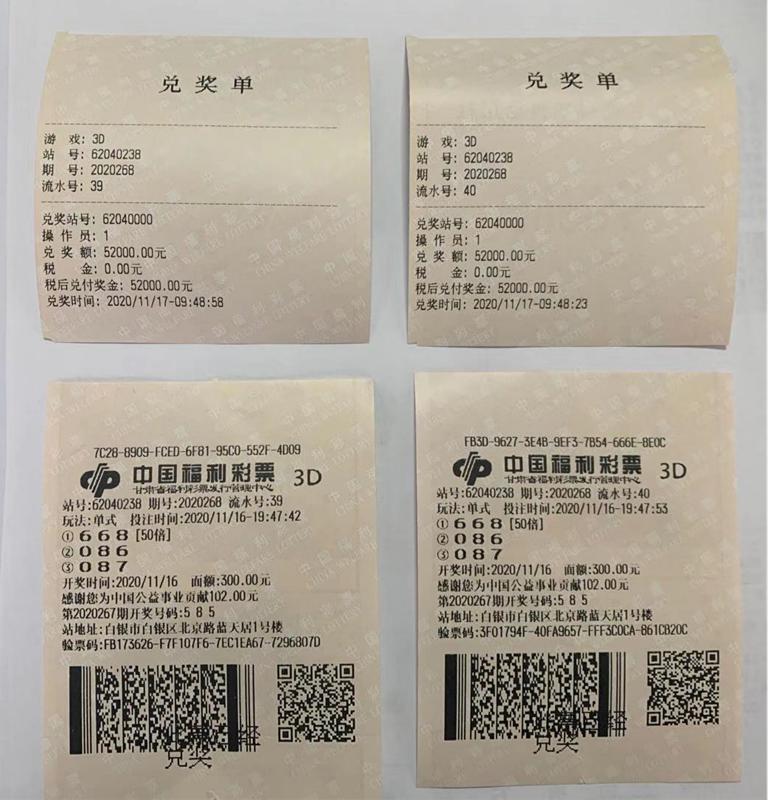 兑奖单
游 戏: 3D
站 号: 62040238
期 号: 2020268
流水号: 39
兑奖站号: 62040000
操 作 员: 1
兑 奖 额: 52000.00元
税 金: 0.00元
税后兑付奖金: 52000.00元
兑奖时间: 2020/11/17-09:48:58
兑奖单
游 戏: 3D
站 号: 62040238
期 号: 2020268
流水号: 40
兑奖站号: 62040000
操 作 员: 1
兑 奖 额: 52000.00元
税 金: 0.00元
税后兑付奖金: 52000.00元
兑奖时间: 2020/11/17-09:48:23
7C28-8909-FCED-6F81-95C0-552F-4D09
中国福利彩票 3D
甘肃省福利彩票发行管理中心
站号:62040238 期号:2020268 流水号:39
玩法:单式 投注时间:2020/11/16-19:47:42
①668[50倍]
②086
③087
开奖时间:2020/11/16 面额:300.00元
感谢您为中国公益事业贡献102.00元
第2020267期开奖号码:5 8 5
站地址:白银市白银区北京路蓝天居1号楼
验票码:FB173626-F7F107F6-7EC1EA67-7296807D
此票已经
兑奖
FB3D-9627-3E4B-9EF3-7B54-666E-8E0C
中国福利彩票 3D
甘肃省福利彩票发行管理中心
站号:62040238 期号:2020268 流水号:40
玩法:单式 投注时间:2020/11/16-19:47:53
①668[50倍]
②086
③087
开奖时间:2020/11/16 面额:300.00元
感谢您为中国公益事业贡献102.00元
第2020267期开奖号码:5 8 5
站地址:白银市白银区北京路蓝天居1号楼
验票码:3F01794F-40FA9657-FFF3C0CA-861CB20C
此票已经
兑奖